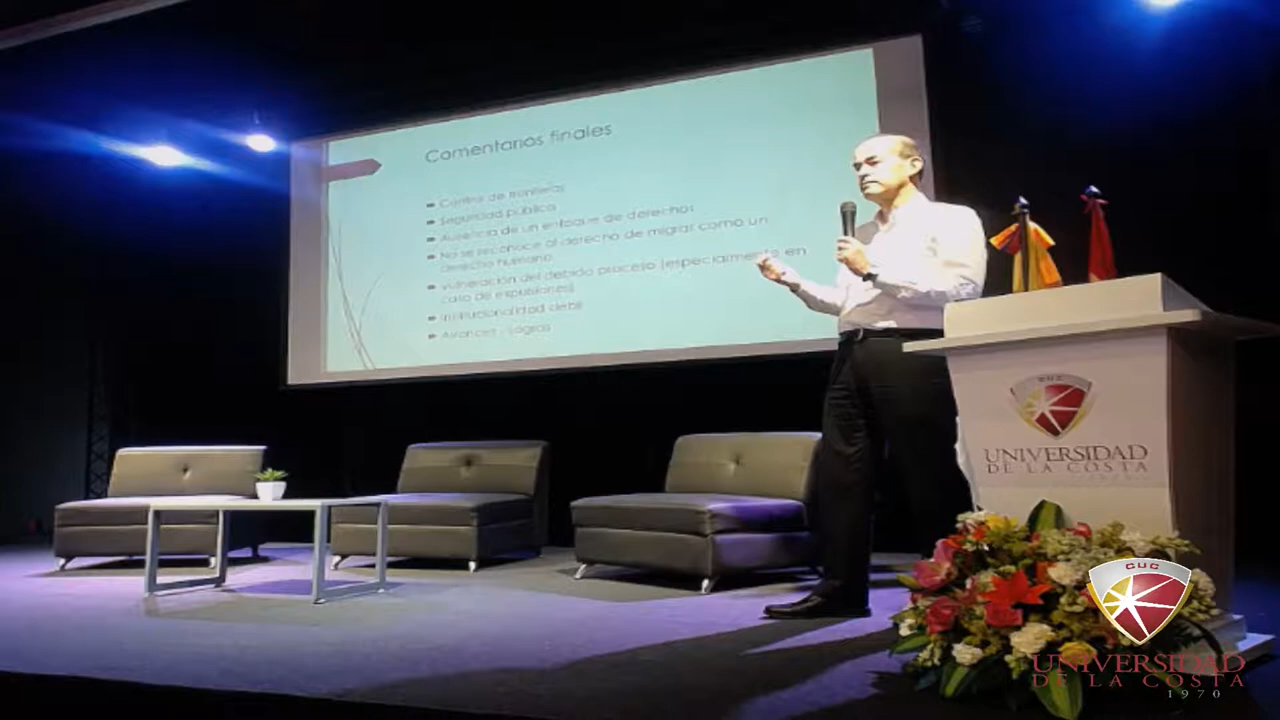 Comentarios finales
Control de fronteras
Seguridad pública
Ausencia de un enfoque de derechos
No se reconoce al derecho de migrar como un
derecho humano
Vulneración del debido proceso (especialmente en
caso de expulsiones)
Institucionalidad débil
Avances - Logros
CUC
UNIVERSIDAD
DE LA COSTA
CUC
UNIVERSIDAD
DE LA COSTA
1970